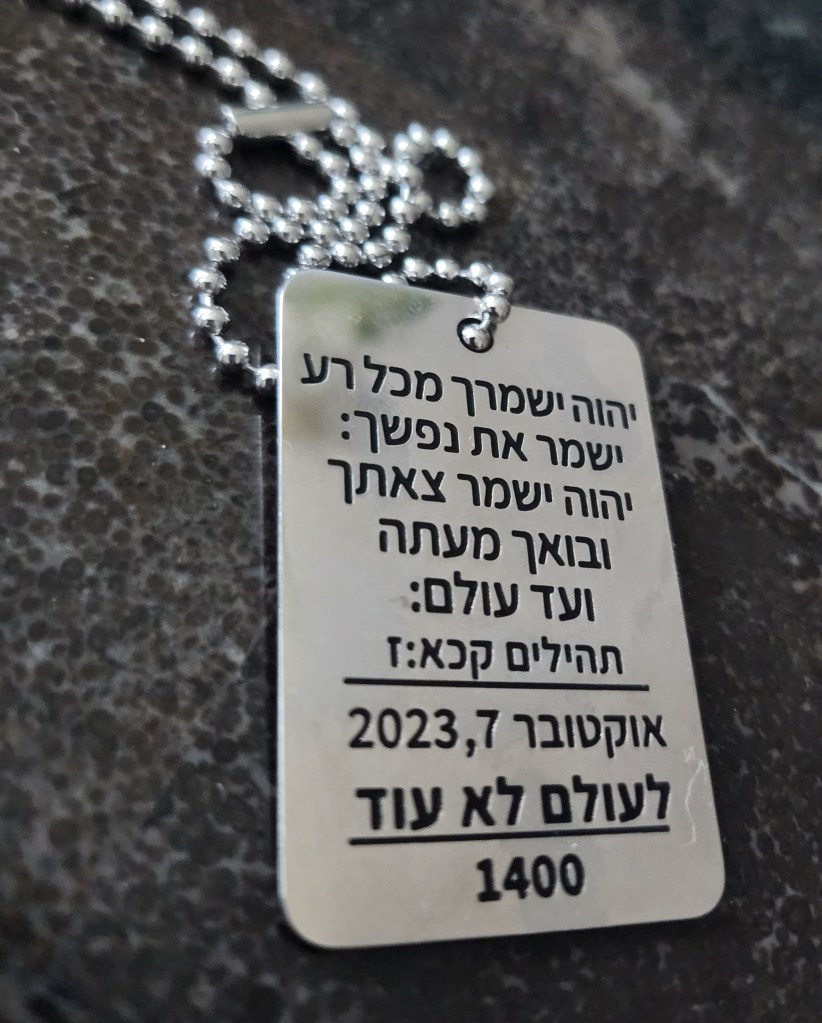 יהוה ישמרך מכל רע
ישמר את נפשך:
יהוה ישמר צאתך
ובואך מעתה
ועד עולם:
תהילים קכא:ז
אוקטובר 7,2023
לעולם לא עוד
1400